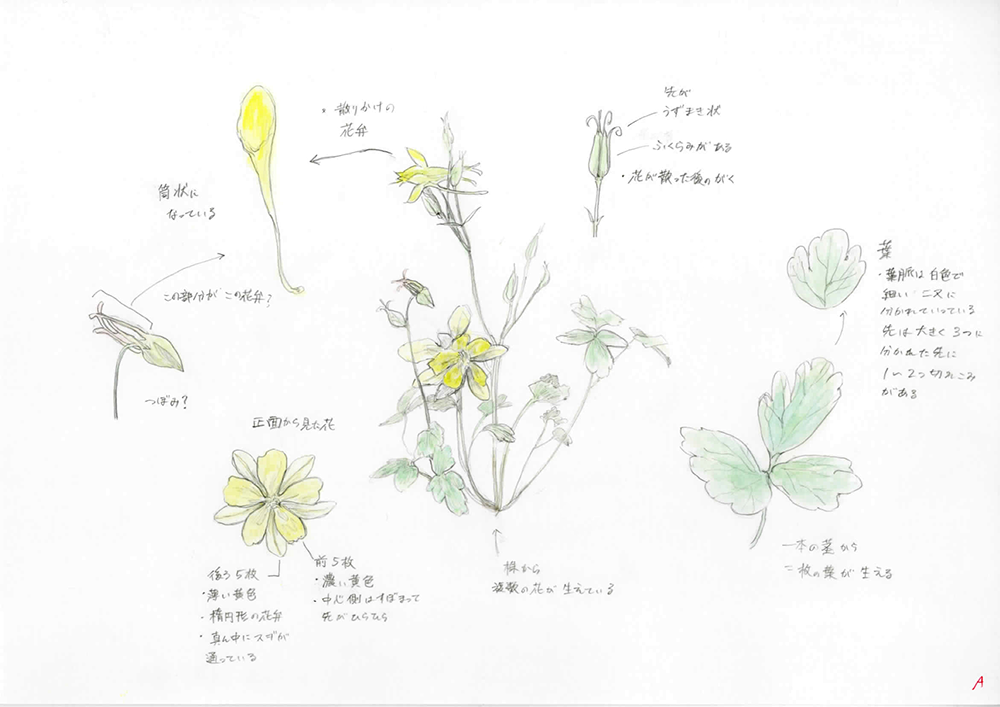 × 散りかけの
花弁
先が
うずまき状
ふくらみがある
・花が散った後のがく
筒状に
なっている
この部分がこの花弁?
つぼみ?
葉
・葉脈は白色で
細い 二又に
分かれていっている
先は大きく3つに
分かれた先に
1〜2つ切れこみ
がある
正面から見た花
後ろ5枚
・薄い黄色
・楕円形の花弁
・真ん中にスジが
通っている
前5枚
・濃い黄色
・中心側はすぼまって
先がひらひら
株から
複数の花が生えている
一本の茎から
三枚の葉が生える
A